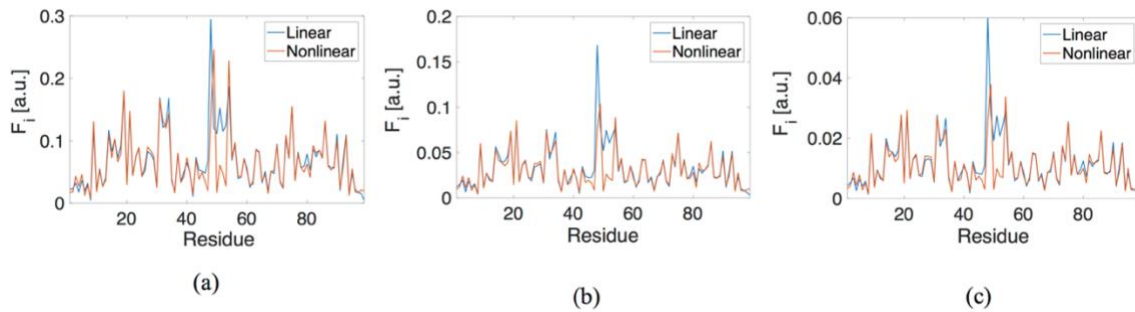 0.3
0.2
0.1
0
F_i [a.u.]
Linear
Nonlinear
20 40 60 80
Residue
(a)
0.2
0.15
0.1
0.05
0
F_i [a.u.]
Linear
Nonlinear
20 40 60 80
Residue
(b)
0.06
0.04
0.02
0
F_i [a.u.]
Linear
Nonlinear
20 40 60 80
Residue
(c)